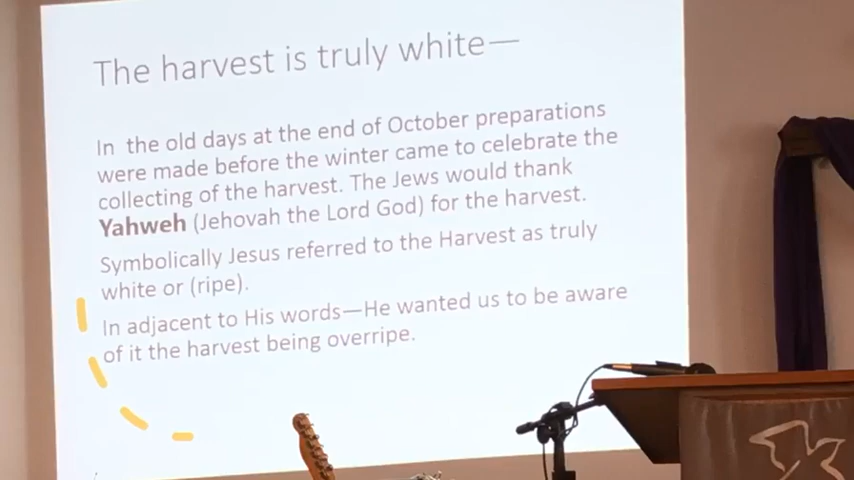 The harvest is truly white—
In the old days at the end of October preparations
were made before the winter came to celebrate the
collecting of the harvest. The Jews would thank
Yahweh (Jehovah the Lord God) for the harvest.
Symbolically Jesus referred to the Harvest as truly
white or (ripe).
In adjacent to His words—He wanted us to be aware
of it the harvest being overripe.